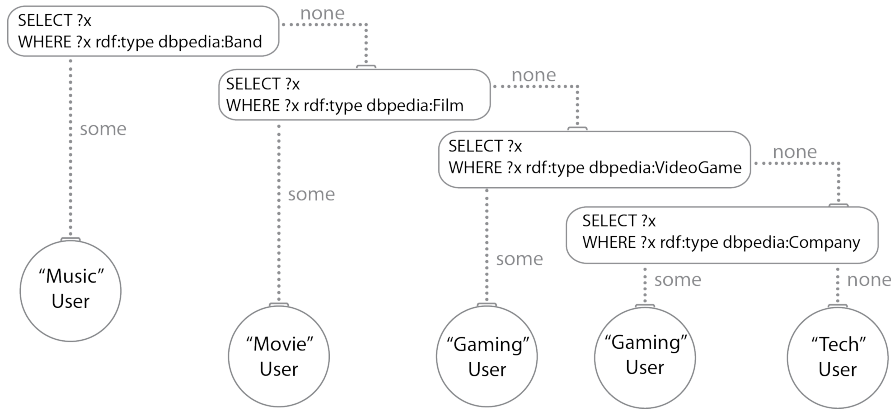 SELECT ?x
WHERE ?x rdf:type dbpedia:Band
none
SELECT ?x
WHERE ?x rdf:type dbpedia:Film
none
some
SELECT ?x
WHERE ?x rdf:type dbpedia:VideoGame
none
some
SELECT ?x
WHERE ?x rdf:type dbpedia:Company
some
some
none
“Music”
User
“Movie”
User
“Gaming”
User
“Gaming”
User
“Tech”
User